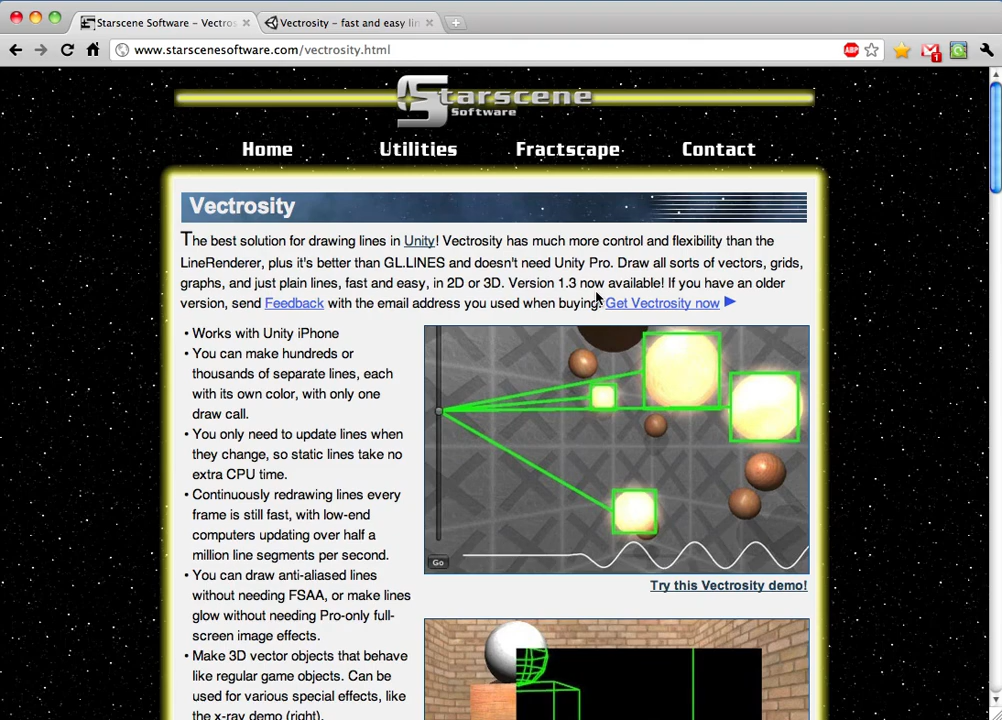 Starscene Software – Vectros
Vectrosity – fast and easy lin
www.starscenesoftware.com/vectrosity.html
ABP
1
Starscene
Software
Home Utilities Fractscape Contact
Vectrosity
The best solution for drawing lines in Unity! Vectrosity has much more control and flexibility than the
LineRenderer, plus it's better than GL.LINES and doesn't need Unity Pro. Draw all sorts of vectors, grids,
graphs, and just plain lines, fast and easy, in 2D or 3D. Version 1.3 now available! If you have an older
version, send Feedback with the email address you used when buying. Get Vectrosity now
• Works with Unity iPhone
• You can make hundreds or
thousands of separate lines, each
with its own color, with only one
draw call.
• You only need to update lines when
they change, so static lines take no
extra CPU time.
• Continuously redrawing lines every
frame is still fast, with low-end
computers updating over half a
million line segments per second.
• You can draw anti-aliased lines
without needing FSAA, or make lines
glow without needing Pro-only full-
screen image effects.
• Make 3D vector objects that behave
like regular game objects. Can be
used for various special effects, like
the x-ray demo (right).
Go
Try this Vectrosity demo!